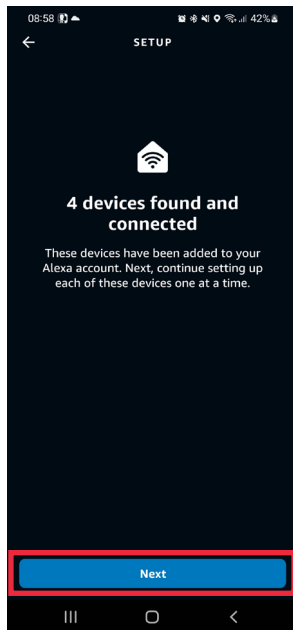 08:58 42%
SETUP
4 devices found and
connected
These devices have been added to your
Alexa account. Next, continue setting up
each of these devices one at a time.
Next